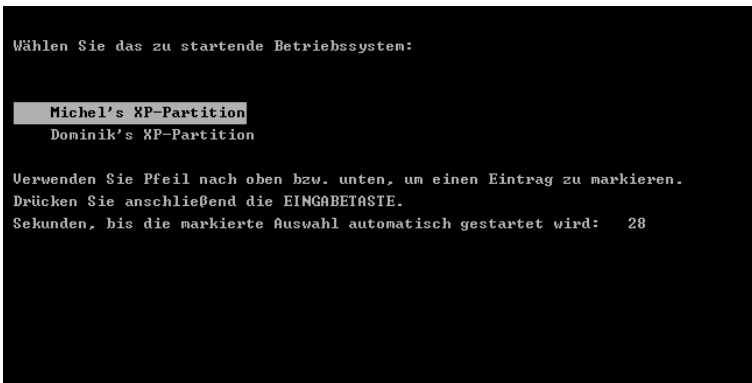 Wählen Sie das zu startende Betriebssystem:
Michel's XP-Partition
Dominik's XP-Partition
Verwenden Sie Pfeil nach oben bzw. unten, um einen Eintrag zu markieren.
Drücken Sie anschließend die EINGABETASTE.
Sekunden, bis die markierte Auswahl automatisch gestartet wird: 28